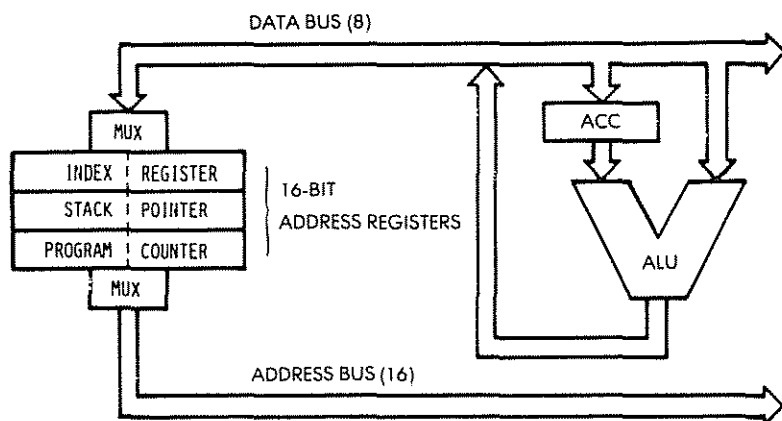 DATA BUS (8)
MUX
ACC
INDEX REGISTER
STACK POINTER
PROGRAM COUNTER
16-BIT
ADDRESS REGISTERS
ALU
MUX
ADDRESS BUS (16)